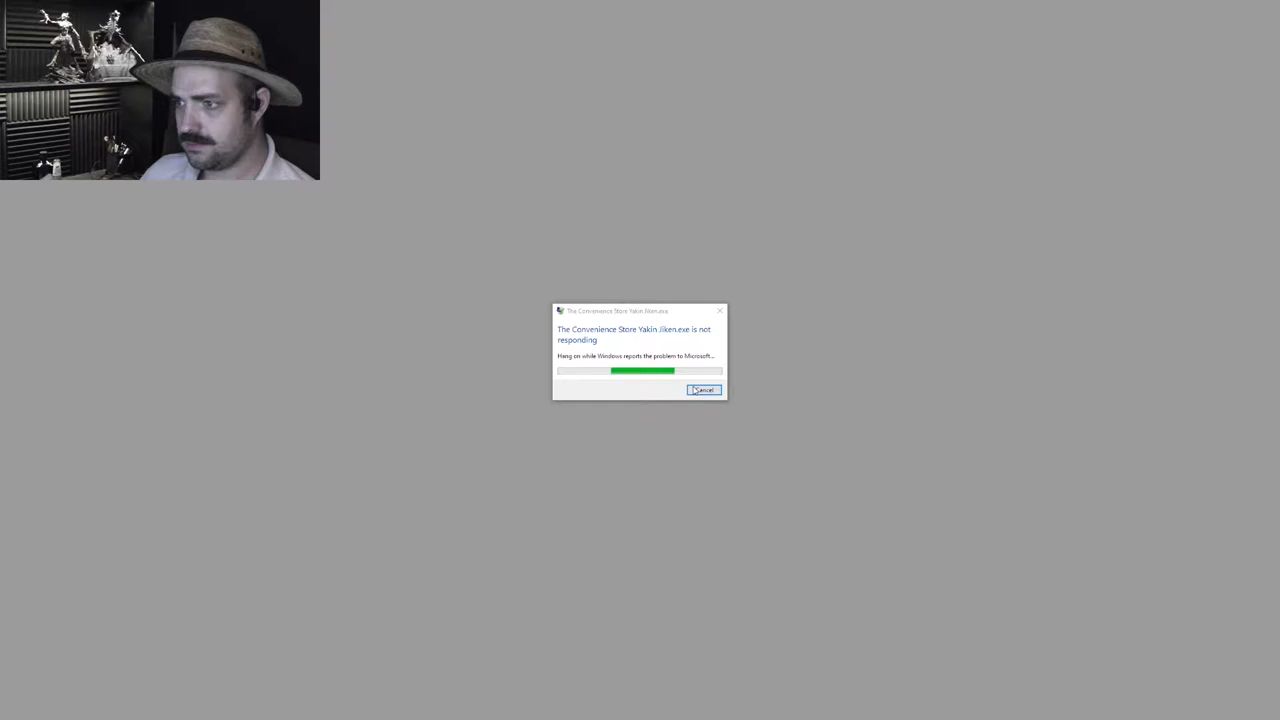 The Convenience Store Yakin Jiken.exe
The Convenience Store Yakin Jiken.exe is not
responding
Hang on while Windows reports the problem to Microsoft...
Cancel